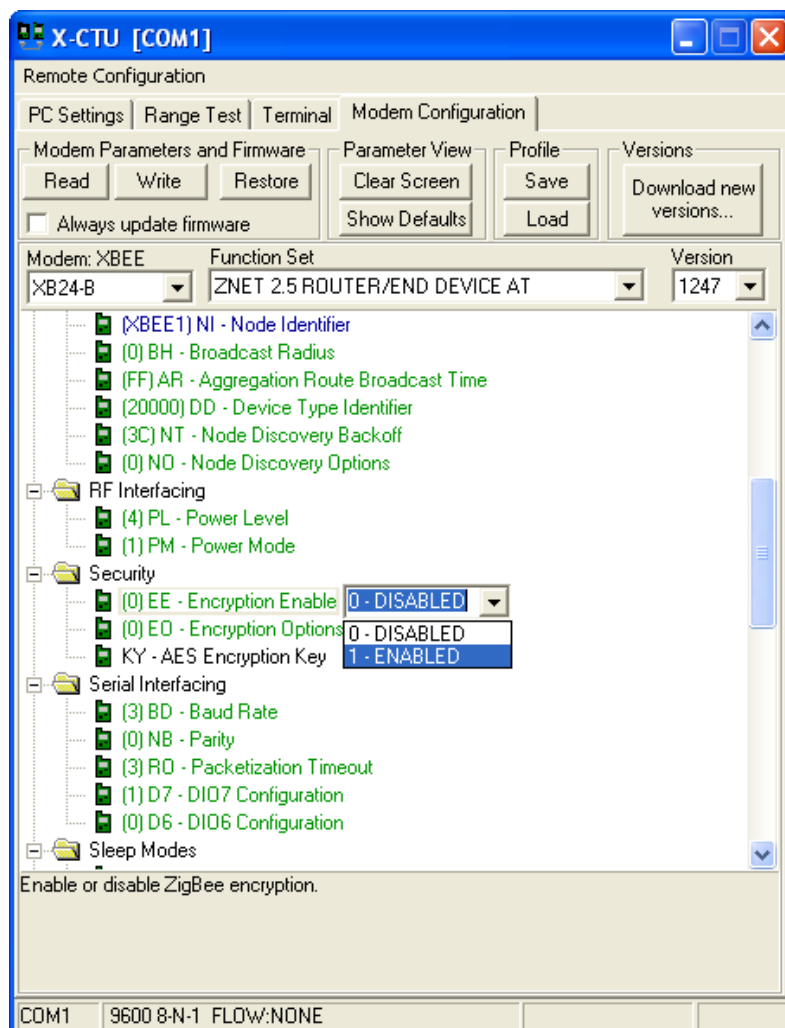 X-CTU [COM1]
Remote Configuration
PC Settings Range Test Terminal Modem Configuration
Modem Parameters and Firmware Parameter View Profile Versions
Read Write Restore Clear Screen Save Download new versions...
Always update firmware Show Defaults Load
Modem: XBEE Function Set Version
XB24-B ZNET 2.5 ROUTER/END DEVICE AT 1247
(XBEE1) NI - Node Identifier
(0) BH - Broadcast Radius
(FF) AR - Aggregation Route Broadcast Time
(20000) DD - Device Type Identifier
(3C) NT - Node Discovery Backoff
(0) NO - Node Discovery Options
RF Interfacing
(4) PL - Power Level
(1) PM - Power Mode
Security
(0) EE - Encryption Enable 0 - DISABLED
(0) EO - Encryption Options 0 - DISABLED
KY - AES Encryption Key 1 - ENABLED
Serial Interfacing
(3) BD - Baud Rate
(0) NB - Parity
(3) RO - Packetization Timeout
(1) D7 - DIO7 Configuration
(0) D6 - DIO6 Configuration
Sleep Modes
Enable or disable ZigBee encryption.
COM1 9600 8-N-1 FLOW:NONE